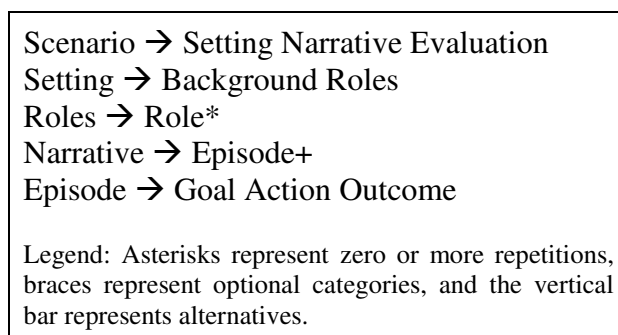 Scenario → Setting Narrative Evaluation
Setting → Background Roles
Roles → Role*
Narrative → Episode+
Episode → Goal Action Outcome
Legend: Asterisks represent zero or more repetitions,
braces represent optional categories, and the vertical
bar represents alternatives.